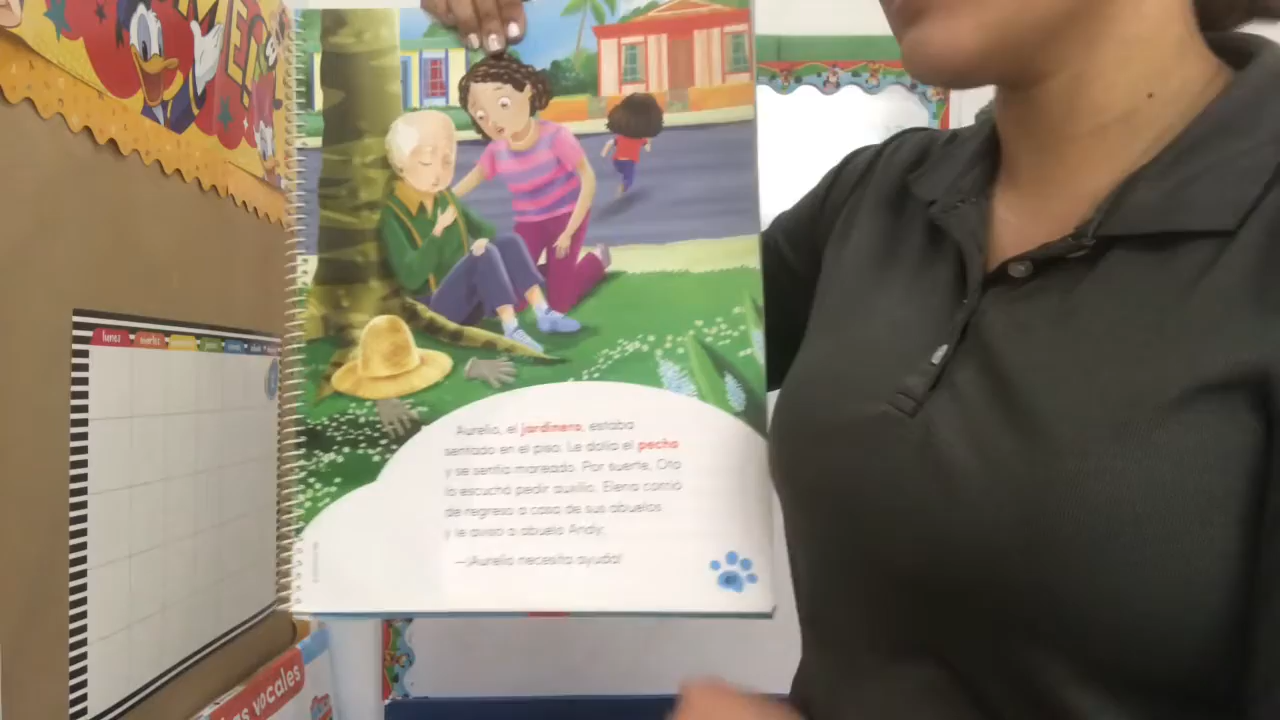 ME!
lunes martes
Aurelio, el jardinero, estaba
sentado en el piso. Le dolía el pecho
y se sentía mareado. Por suerte, Oto
lo escuchó pedir auxilio. Elena corrió
de regreso a casa de sus abuelos
y le avisó a abuelo Andy:
—¡Aurelio necesita ayuda!
as vocales